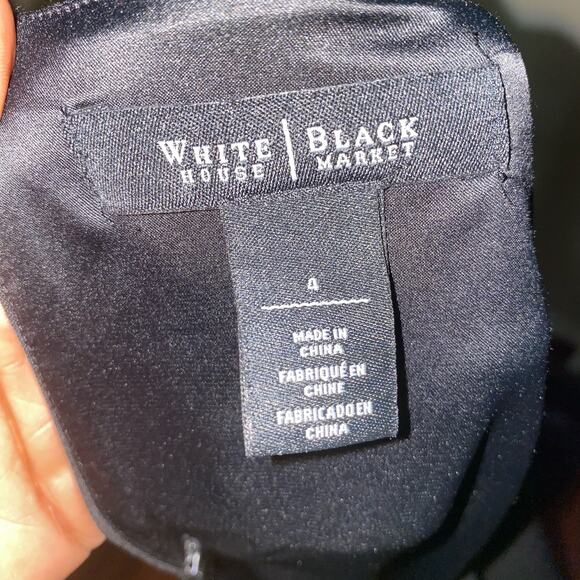 WHITE | BLACK
HOUSE MARKET
4
MADE IN
CHINA
FABRIQUÉ EN
CHINE
FABRICADO EN
CHINA